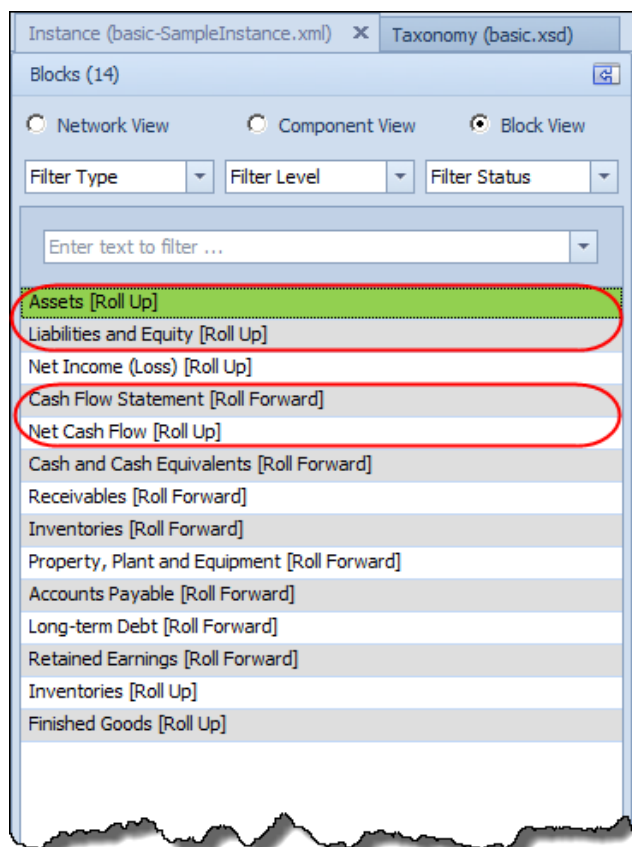 Instance (basic-SampleInstance.xml) X Taxonomy (basic.xsd)
Blocks (14)
Network View Component View Block View
Filter Type Filter Level Filter Status
Enter text to filter ...
Assets [Roll Up]
Liabilities and Equity [Roll Up]
Net Income (Loss) [Roll Up]
Cash Flow Statement [Roll Forward]
Net Cash Flow [Roll Up]
Cash and Cash Equivalents [Roll Forward]
Receivables [Roll Forward]
Inventories [Roll Forward]
Property, Plant and Equipment [Roll Forward]
Accounts Payable [Roll Forward]
Long-term Debt [Roll Forward]
Retained Earnings [Roll Forward]
Inventories [Roll Up]
Finished Goods [Roll Up]